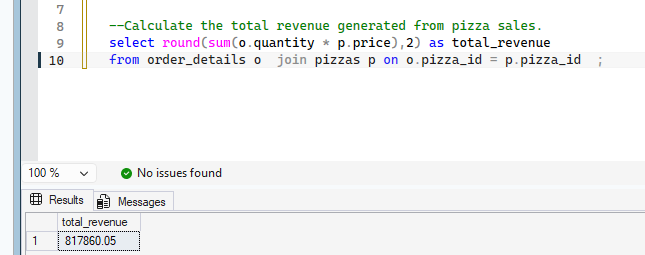 7
8 --Calculate the total revenue generated from pizza sales.
9 select round(sum(o.quantity * p.price),2) as total_revenue
10 from order_details o  join pizzas p on o.pizza_id = p.pizza_id  ;
100 % No issues found
Results Messages
total_revenue
1 817860.05